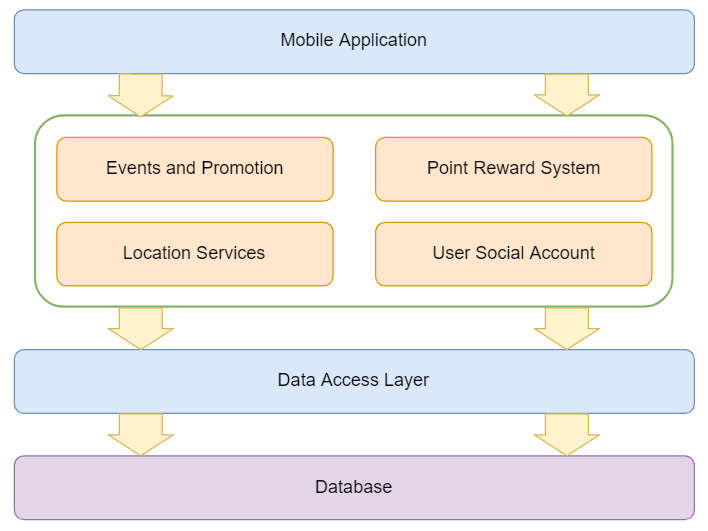 Mobile Application
Events and Promotion
Point Reward System
Location Services
User Social Account
Data Access Layer
Database